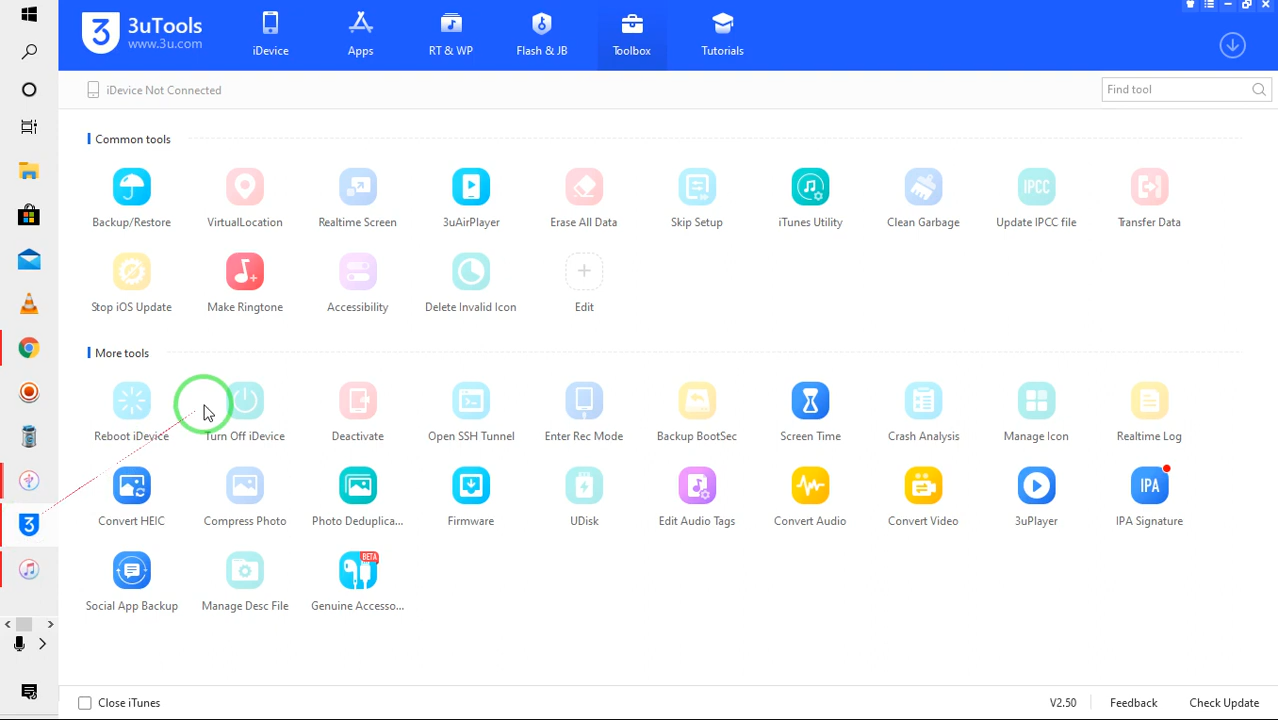 3 3uTools
www.3u.com
iDevice
Apps
RT & WP
Flash & JB
Toolbox
Tutorials
iDevice Not Connected
Find tool
Common tools
Backup/Restore
VirtualLocation
Realtime Screen
3uAirPlayer
Erase All Data
Skip Setup
iTunes Utility
Clean Garbage
IPCC
Update IPCC file
Transfer Data
Stop iOS Update
Make Ringtone
Accessibility
Delete Invalid Icon
Edit
More tools
Reboot iDevice
Turn Off iDevice
Deactivate
Open SSH Tunnel
Enter Rec Mode
Backup BootSec
Screen Time
Crash Analysis
Manage Icon
Realtime Log
Convert HEIC
Compress Photo
Photo Deduplica...
Firmware
UDisk
Edit Audio Tags
Convert Audio
Convert Video
3uPlayer
IPA
IPA Signature
3
Social App Backup
Manage Desc File
BETA
Genuine Accesso...
Close iTunes
V2.50
Feedback
Check Update